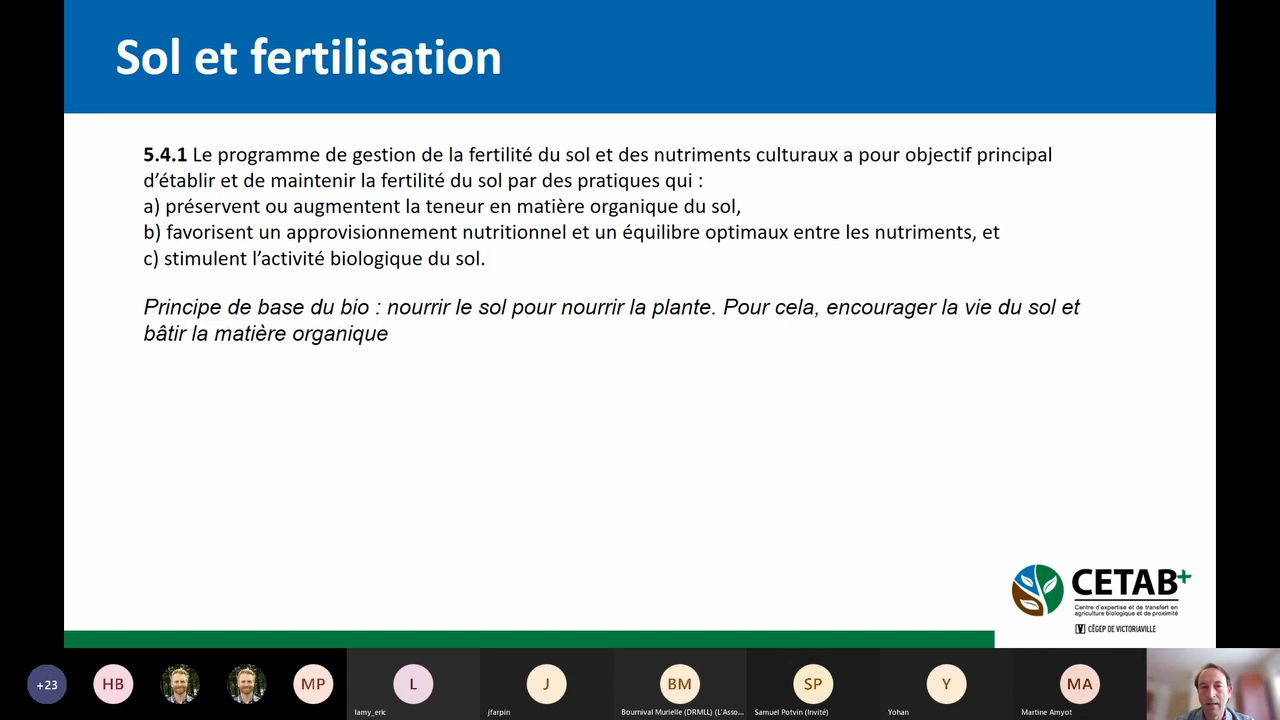 Sol et fertilisation
5.4.1 Le programme de gestion de la fertilité du sol et des nutriments culturaux a pour objectif principal
d’établir et de maintenir la fertilité du sol par des pratiques qui :
a) préservent ou augmentent la teneur en matière organique du sol,
b) favorisent un approvisionnement nutritionnel et un équilibre optimaux entre les nutriments, et
c) stimulent l’activité biologique du sol.
Principe de base du bio : nourrir le sol pour nourrir la plante. Pour cela, encourager la vie du sol et
bâtir la matière organique
CETAB+
Centre d'expertise et de transfert en
agriculture biologique et de proximité
CÉGEP DE VICTORIAVILLE
+23
HB
MP
L
J
BM
SP
Y
MA
lamy_eric
jfarpin
Bournival Murielle (DRMLL) (L'Asso...
Samuel Potvin (Invité)
Yohan
Martine Amyot